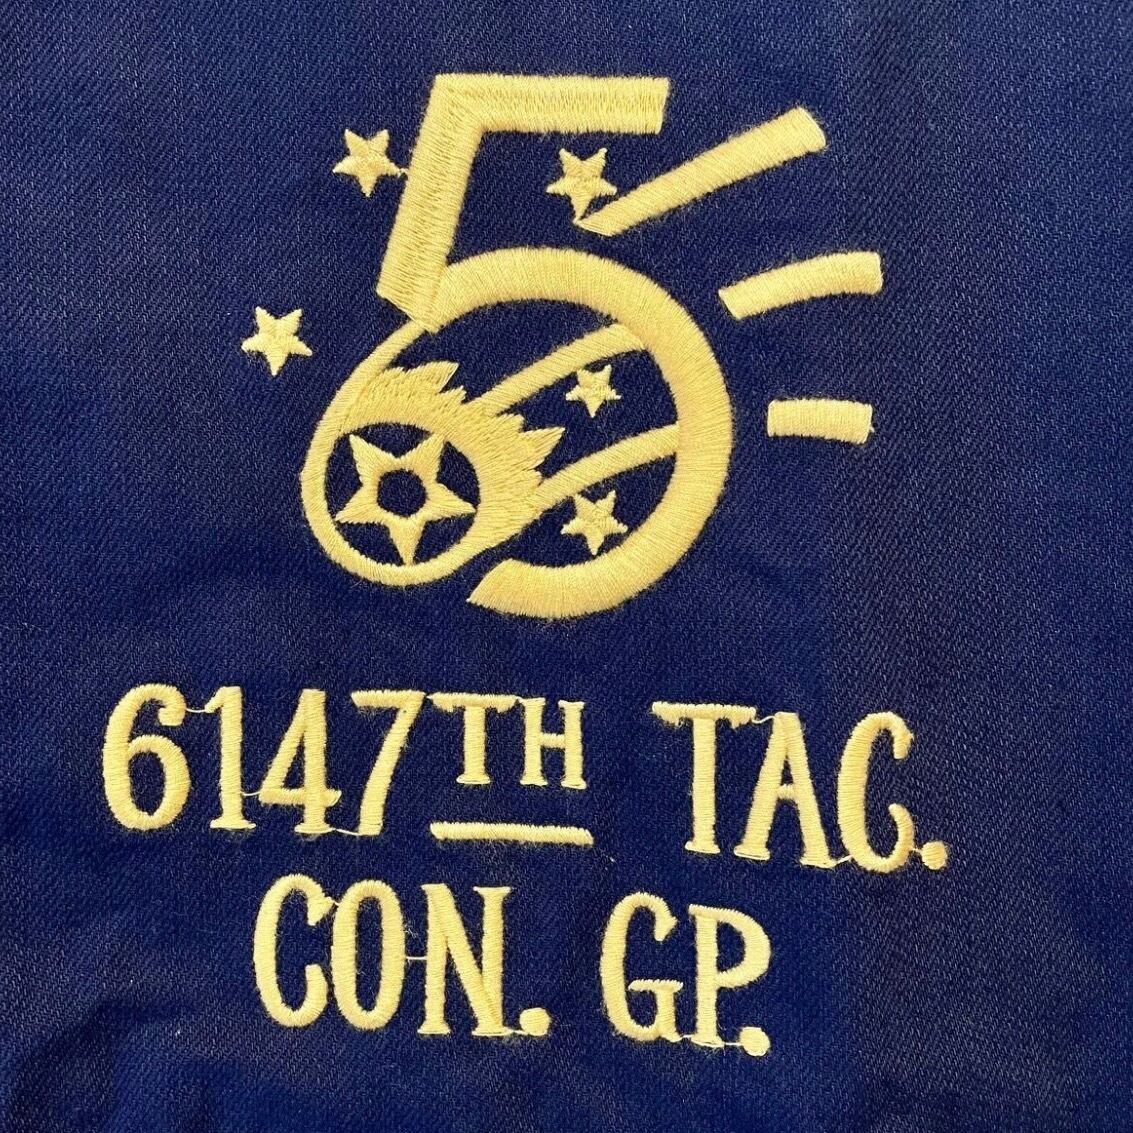 5
6147TH TAC.
CON. GP.